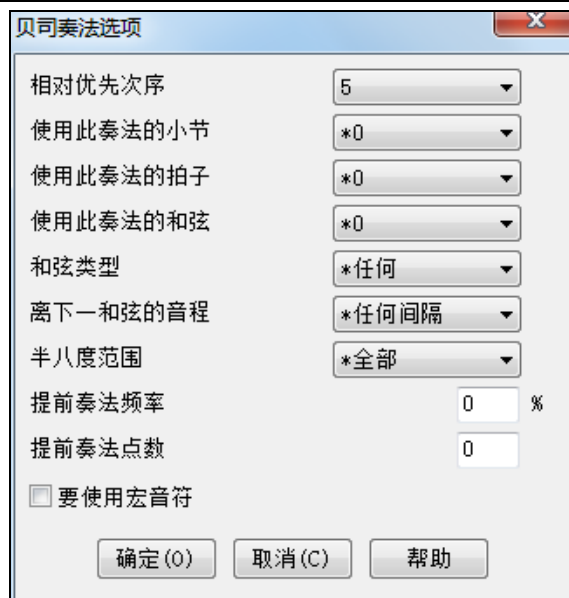 贝司奏法选项
相对优先次序 5
使用此奏法的小节 *0
使用此奏法的拍子 *0
使用此奏法的和弦 *0
和弦类型 *任何
离下一和弦的音程 *任何间隔
半八度范围 *全部
提前奏法频率 0 %
提前奏法点数 0
要使用宏音符
确定(O) 取消(C) 帮助